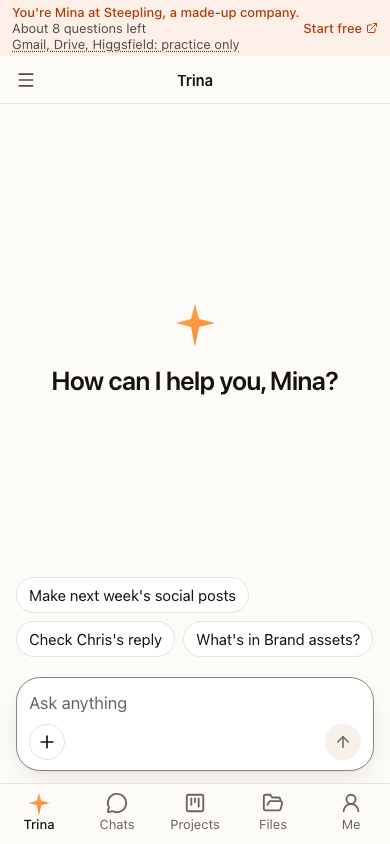 You're Mina at Steepling, a made-up company.
About 8 questions left
Start free
Gmail, Drive, Higgsfield: practice only
Trina
How can I help you, Mina?
Make next week's social posts
Check Chris's reply
What's in Brand assets?
Ask anything
Trina
Chats
Projects
Files
Me